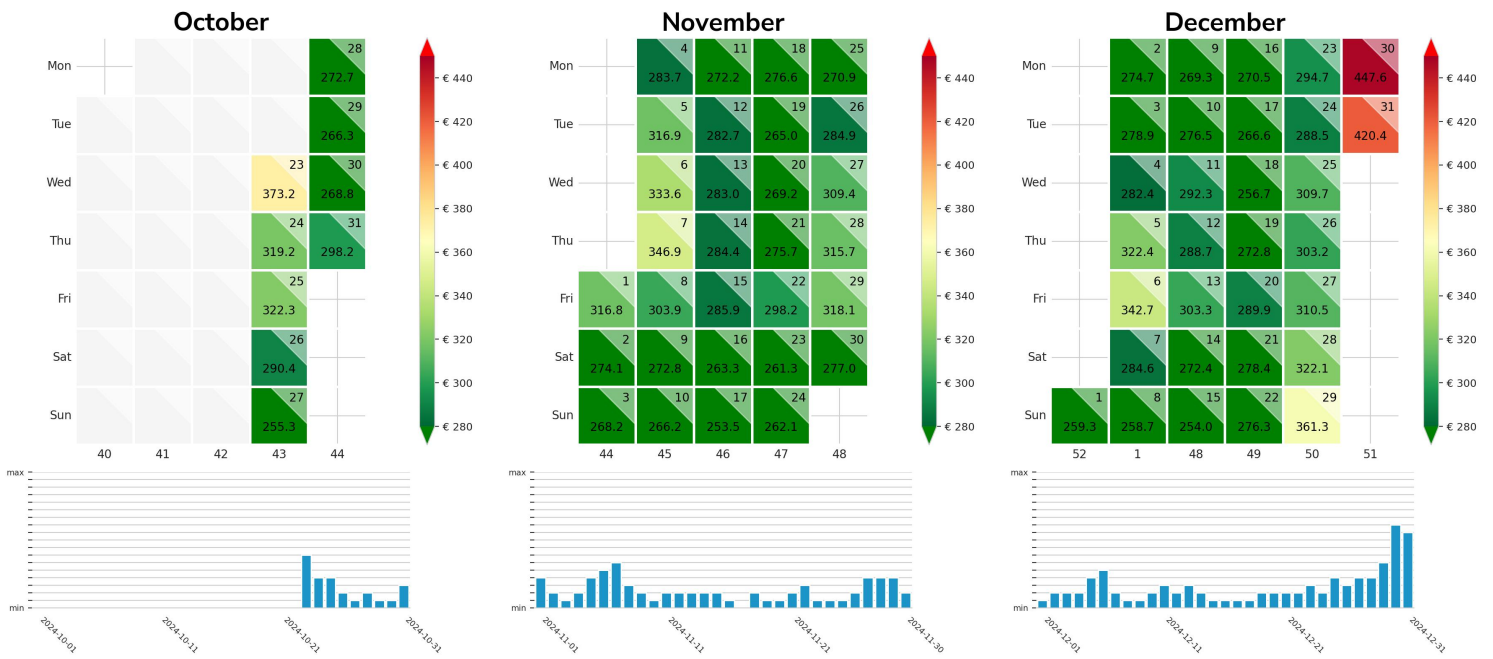 October November December
28 4 11 18 25 2 9 16 23 30
Mon 272.7 € 440 Mon 283.7 272.2 276.6 270.9 € 440 Mon 274.7 269.3 270.5 294.7 447.6 € 440
29 5 12 19 26 3 10 17 24 31
Tue 266.3 € 420 Tue 316.9 282.7 265.0 284.9 € 420 Tue 278.9 276.5 266.6 288.5 420.4 € 420
23 30 € 400 6 13 20 27 € 400 4 11 18 25 € 400
Wed 373.2 268.8 € 380 Wed 333.6 283.0 269.2 309.4 € 380 Wed 282.4 292.3 256.7 309.7 € 380
24 31 7 14 21 28 5 12 19 26
Thu 319.2 298.2 € 360 Thu 346.9 284.4 275.7 315.7 € 360 Thu 322.4 288.7 272.8 303.2 € 360
25 1 8 15 22 29 6 13 20 27
Fri 322.3 € 340 Fri 316.8 303.9 285.9 298.2 318.1 € 340 Fri 342.7 303.3 289.9 310.5 € 340
26 € 320 2 9 16 23 30 € 320 7 14 21 28 € 320
Sat 290.4 € 300 Sat 274.1 272.8 263.3 261.3 277.0 € 300 Sat 284.6 272.4 278.4 322.1 € 300
27 3 10 17 24 1 8 15 22 29
Sun 255.3 € 280 Sun 268.2 266.2 253.5 262.1 € 280 Sun 259.3 258.7 254.0 276.3 361.3 € 280
40 41 42 43 44 44 45 46 47 48 52 1 48 49 50 51
max max max
min min min
2024-10-01 2024-10-11 2024-10-21 2024-10-31 2024-11-01 2024-11-11 2024-11-21 2024-11-30 2024-12-01 2024-12-11 2024-12-21 2024-12-31